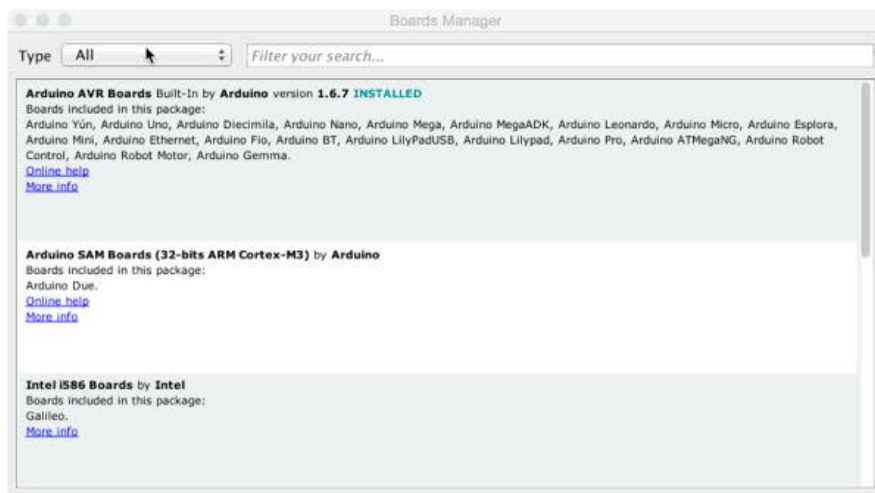 Boards Manager
Type All Filter your search...
Arduino AVR Boards Built-In by Arduino version 1.6.7 INSTALLED
Boards included in this package:
Arduino Yún, Arduino Uno, Arduino Diecimila, Arduino Nano, Arduino Mega, Arduino MegaADK, Arduino Leonardo, Arduino Micro, Arduino Esplora,
Arduino Mini, Arduino Ethernet, Arduino Fio, Arduino BT, Arduino LilyPadUSB, Arduino Lilypad, Arduino Pro, Arduino ATMegaNG, Arduino Robot
Control, Arduino Robot Motor, Arduino Gemma.
Online help
More info
Arduino SAM Boards (32-bits ARM Cortex-M3) by Arduino
Boards included in this package:
Arduino Due.
Online help
More info
Intel i586 Boards by Intel
Boards included in this package:
Galileo.
More info